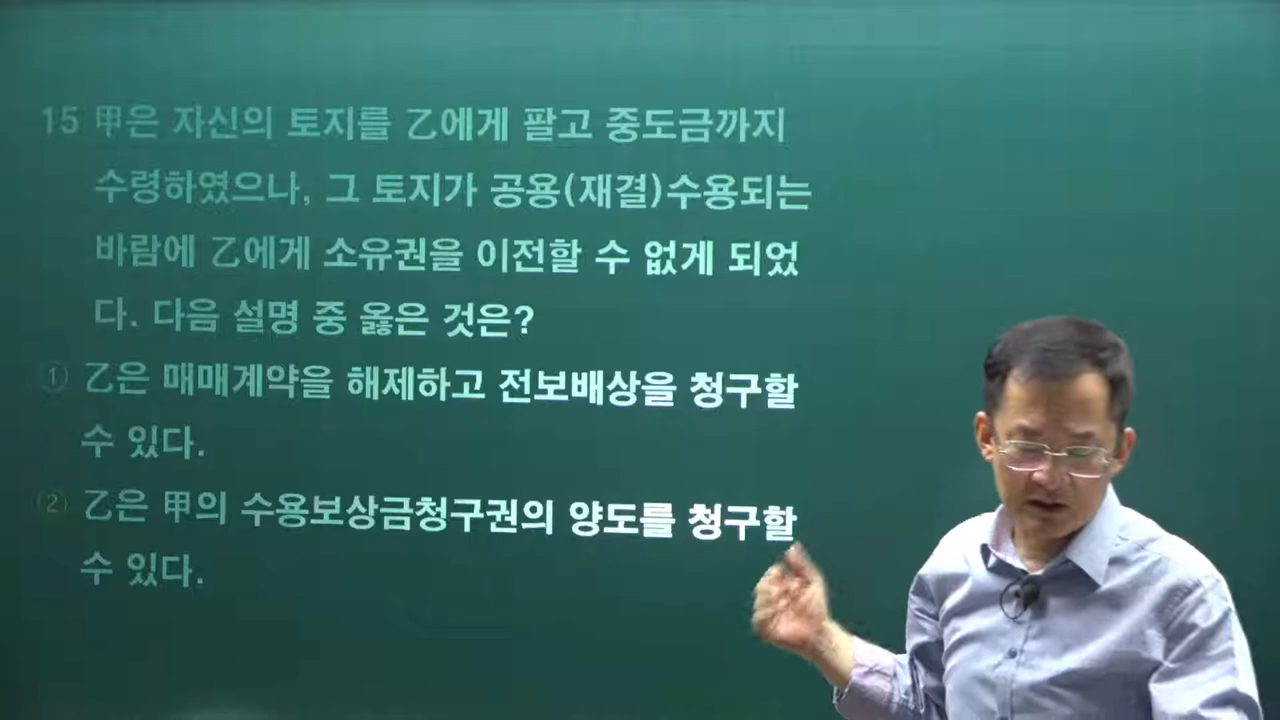 15 甲은 자신의 토지를 乙에게 팔고 중도금까지
수령하였으나, 그 토지가 공용(재결)수용되는
바람에 乙에게 소유권을 이전할 수 없게 되었
다. 다음 설명 중 옳은 것은?
① 乙은 매매계약을 해제하고 전보배상을 청구할
수 있다.
② 乙은 甲의 수용보상금청구권의 양도를 청구할
수 있다.